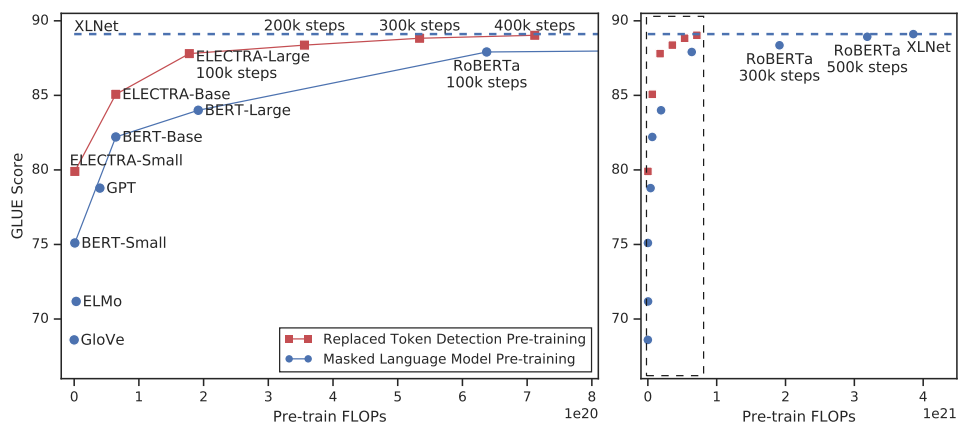 GLUE Score
90
85
80
75
70
XLNet
200k steps
300k steps
400k steps
ELECTRA-Large
100k steps
RoBERTa
100k steps
ELECTRA-Base
BERT-Large
BERT-Base
ELECTRA-Small
GPT
BERT-Small
ELMo
GloVe
Replaced Token Detection Pre-training
Masked Language Model Pre-training
0 1 2 3 4 5 6 7 8
Pre-train FLOPs
1e20
90
85
80
75
70
RoBERTa
300k steps
RoBERTa
500k steps
XLNet
0 1 2 3 4
Pre-train FLOPs
1e21